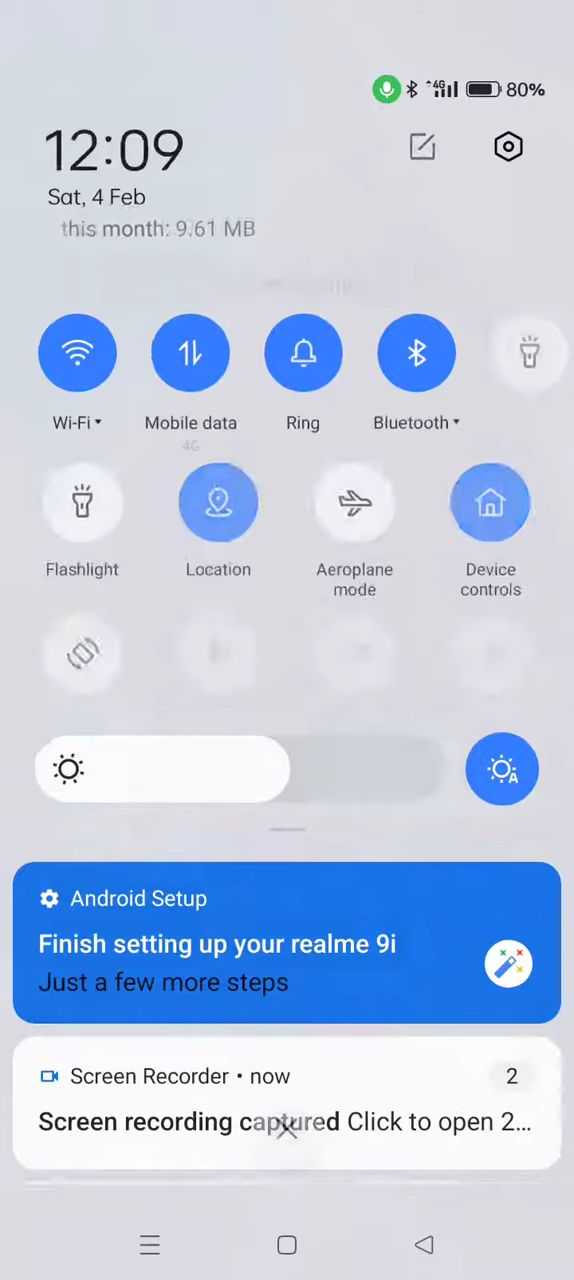 4G 80%
12:09
Sat, 4 Feb
this month: 9.61 MB
Wi-Fi Mobile data Ring Bluetooth
4G
Flashlight Location Aeroplane mode Device controls
A
Android Setup
Finish setting up your realme 9i
Just a few more steps
Screen Recorder • now 2
Screen recording captured Click to open 2...